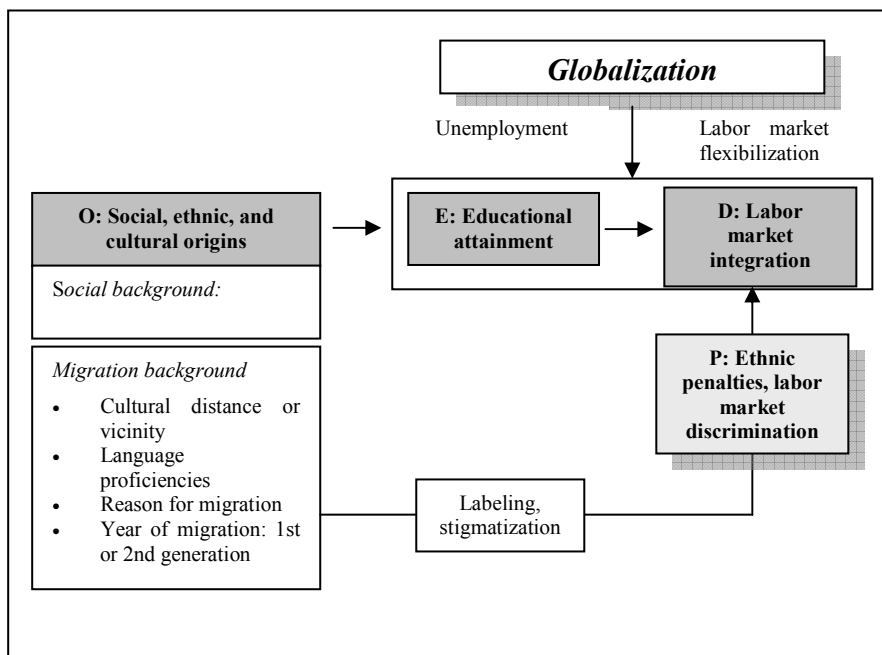 Globalization
Unemployment
Labor market
flexibilization
O: Social, ethnic, and
cultural origins
E: Educational
attainment
D: Labor
market
integration
Social background:
P: Ethnic
penalties, labor
market
discrimination
Migration background
• Cultural distance or
vicinity
• Language
proficiencies
• Reason for migration
• Year of migration: 1st
or 2nd generation
Labeling,
stigmatization